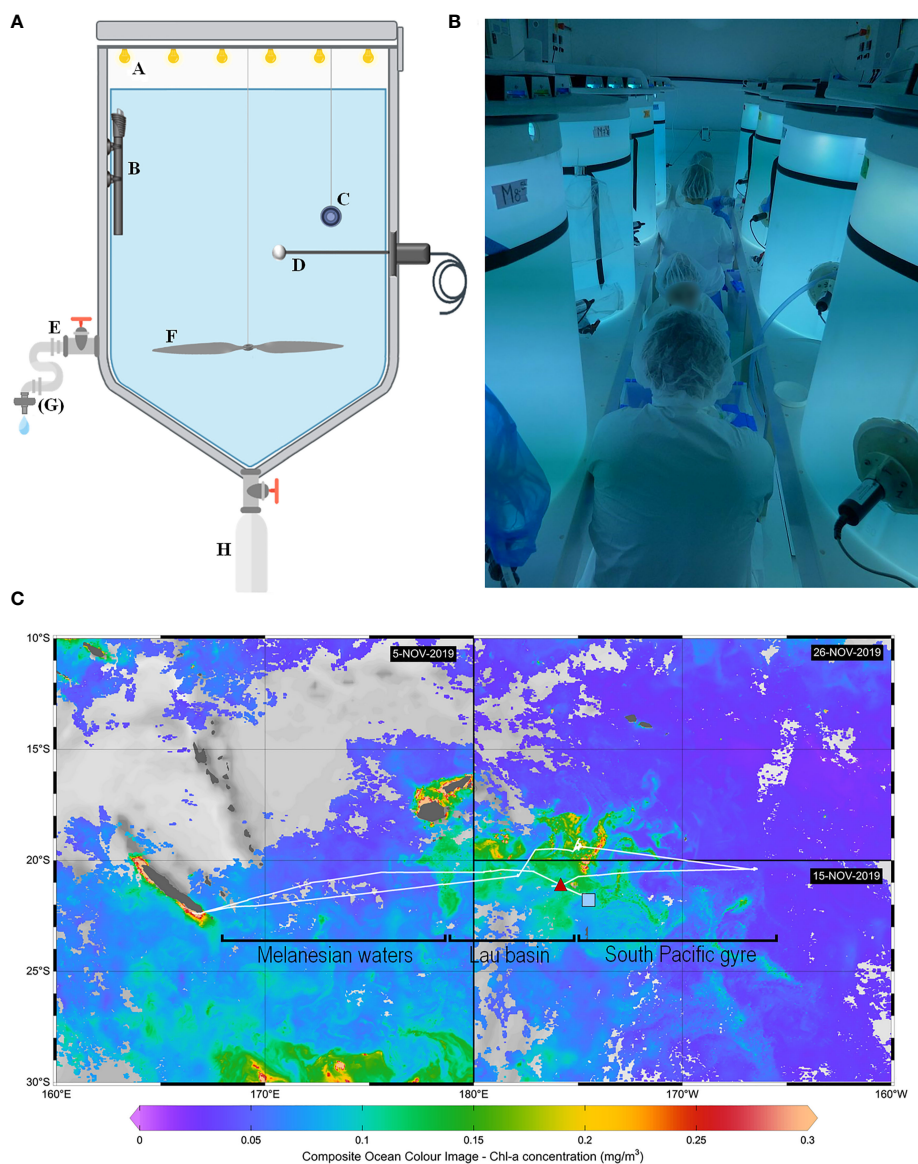 A
A
B
C
D
E
F
(G)
H
B
M8
C
10°S
15°S
20°S
25°S
30°S
5-NOV-2019
26-NOV-2019
15-NOV-2019
Melanesian waters
Lau basin
South Pacific gyre
160°E
170°E
180°E
170°W
160°W
0
0.05
0.1
0.15
0.2
0.25
0.3
Composite Ocean Colour Image - Chl-a concentration (mg/m³)